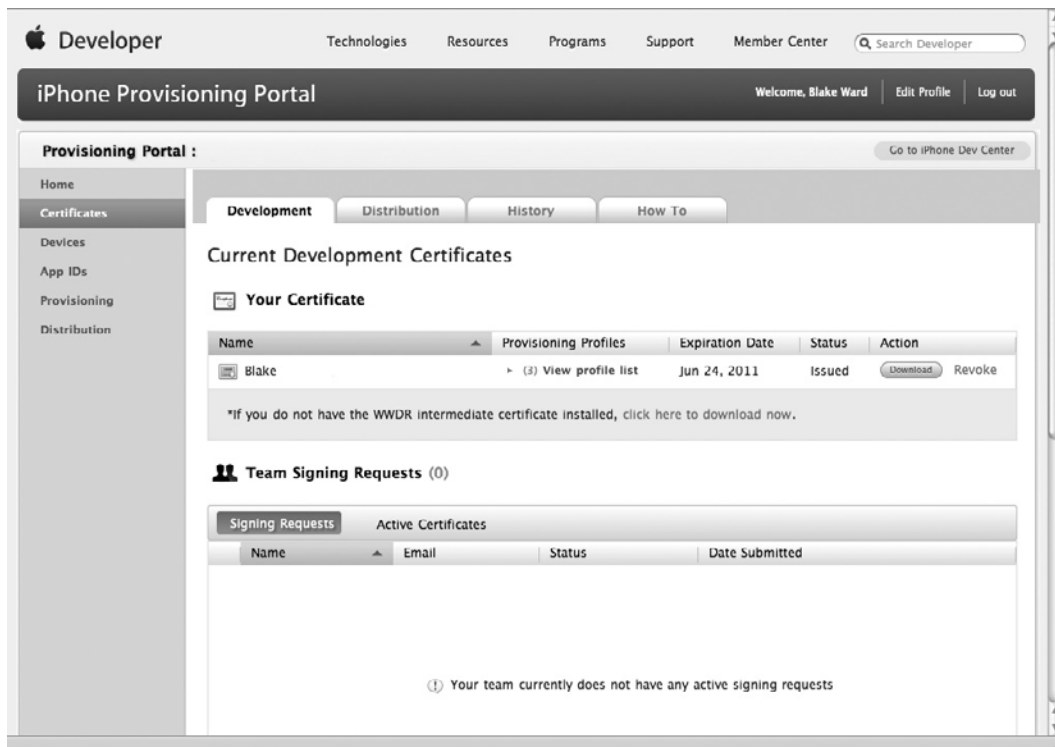 Developer Technologies Resources Programs Support Member Center Search Developer
iPhone Provisioning Portal Welcome, Blake Ward Edit Profile Log out
Provisioning Portal : Go to iPhone Dev Center
Home
Certificates
Devices
App IDs
Provisioning
Distribution
Development Distribution History How To
Current Development Certificates
Your Certificate
Name Provisioning Profiles Expiration Date Status Action
Blake (3) View profile list Jun 24, 2011 Issued Download Revoke
*If you do not have the WWDR intermediate certificate installed, click here to download now.
Team Signing Requests (0)
Signing Requests Active Certificates
Name Email Status Date Submitted
Your team currently does not have any active signing requests